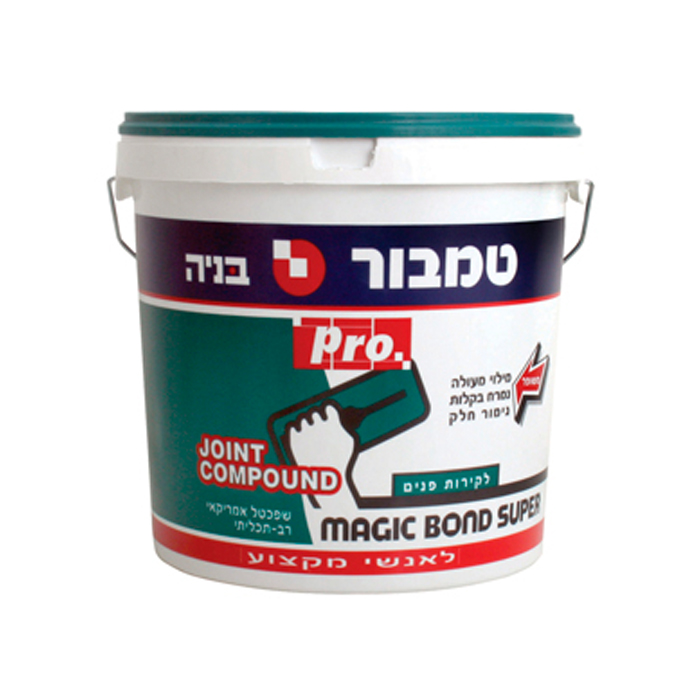 טמבור בניה
pro.
מילוי מעולה
נמרח בקלות
גימור חלק
משופר
JOINT
COMPOUND
לקירות פנים
שפכטל אמריקאי
רב-תכליתי
MAGIC BOND SUPER
לאנשי מקצוע